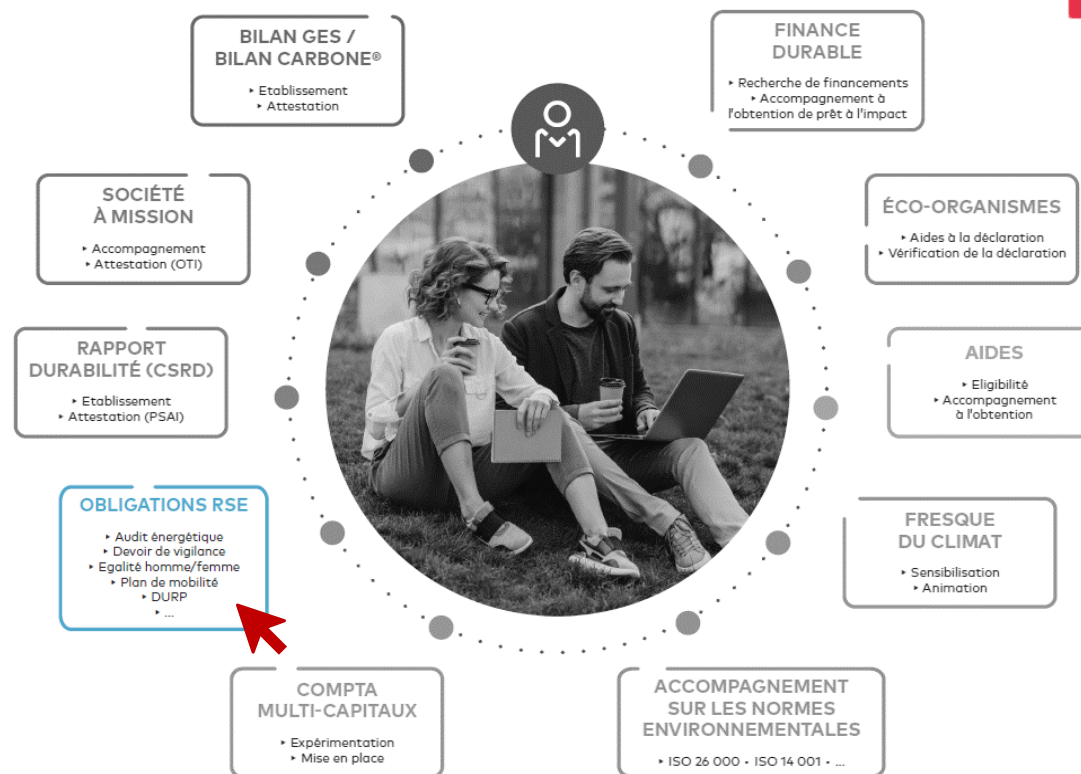 BILAN GES /
BILAN CARBONE®
‣ Etablissement
‣ Attestation
FINANCE
DURABLE
‣ Recherche de financements
‣ Accompagnement à
l'obtention de prêt à l'impact
SOCIÉTÉ
À MISSION
‣ Accompagnement
‣ Attestation (OTI)
ÉCO-ORGANISMES
‣ Aides à la déclaration
‣ Vérification de la déclaration
RAPPORT
DURABILITÉ (CSRD)
‣ Etablissement
‣ Attestation (PSAI)
AIDES
‣ Eligibilité
‣ Accompagnement
à l'obtention
OBLIGATIONS RSE
‣ Audit énergétique
‣ Devoir de vigilance
‣ Egalité homme/femme
‣ Plan de mobilité
‣ DURP
‣ ...
FRESQUE
DU CLIMAT
‣ Sensibilisation
‣ Animation
COMPTA
MULTI-CAPITAUX
‣ Expérimentation
‣ Mise en place
ACCOMPAGNEMENT
SUR LES NORMES
ENVIRONNEMENTALES
‣ ISO 26 000 • ISO 14 001 • ...